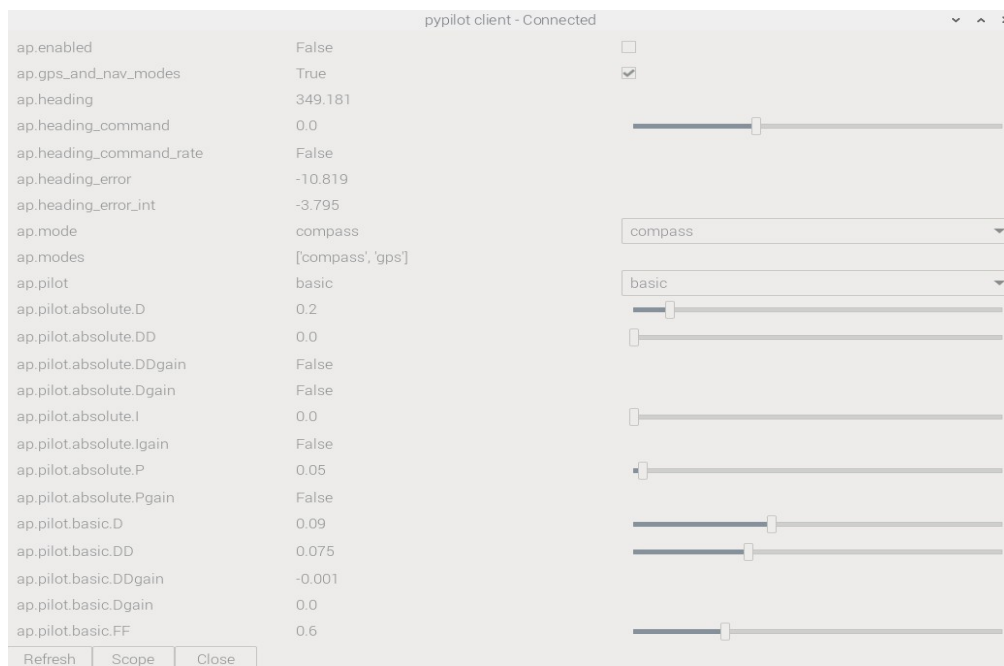 pypilot client - Connected
ap.enabled False
ap.gps_and_nav_modes True
ap.heading 349.181
ap.heading_command 0.0
ap.heading_command_rate False
ap.heading_error -10.819
ap.heading_error_int -3.795
ap.mode compass compass
ap.modes ['compass', 'gps']
ap.pilot basic basic
ap.pilot.absolute.D 0.2
ap.pilot.absolute.DD 0.0
ap.pilot.absolute.DDgain False
ap.pilot.absolute.Dgain False
ap.pilot.absolute.I 0.0
ap.pilot.absolute.Igain False
ap.pilot.absolute.P 0.05
ap.pilot.absolute.Pgain False
ap.pilot.basic.D 0.09
ap.pilot.basic.DD 0.075
ap.pilot.basic.DDgain -0.001
ap.pilot.basic.Dgain 0.0
ap.pilot.basic.FF 0.6
Refresh Scope Close